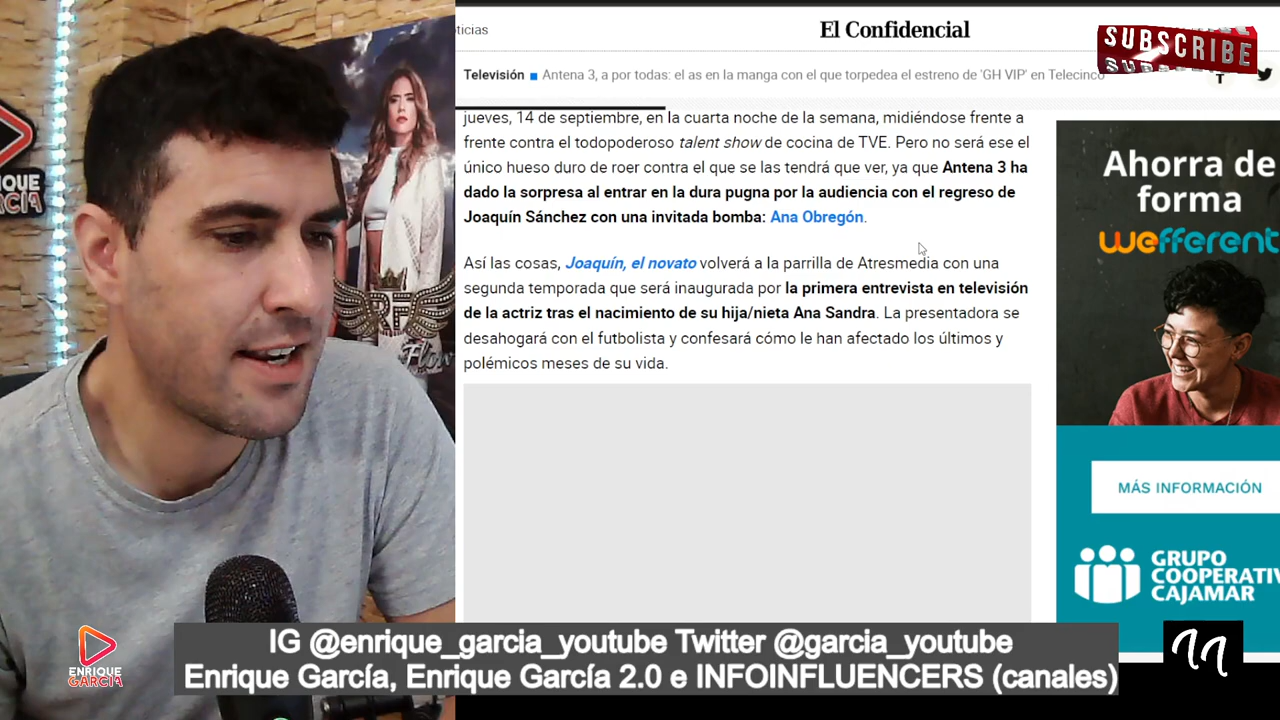 ticias
El Confidencial
SUBSCRIBE
Televisión ■ Antena 3, a por todas: el as en la manga con el que torpedea el estreno de 'GH VIP' en Telecinco
jueves, 14 de septiembre, en la cuarta noche de la semana, midiéndose frente a
frente contra el todopoderoso talent show de cocina de TVE. Pero no será ese el
único hueso duro de roer contra el que se las tendrá que ver, ya que Antena 3 ha
dado la sorpresa al entrar en la dura pugna por la audiencia con el regreso de
Joaquín Sánchez con una invitada bomba: Ana Obregón.
Así las cosas, Joaquín, el novato volverá a la parrilla de Atresmedia con una
segunda temporada que será inaugurada por la primera entrevista en televisión
de la actriz tras el nacimiento de su hija/nieta Ana Sandra. La presentadora se
desahogará con el futbolista y confesará cómo le han afectado los últimos y
polémicos meses de su vida.
Ahorra de
forma
wefferent
MÁS INFORMACIÓN
GRUPO
COOPERATIV
CAJAMAR
RIQUE
RCÍA
RF
Flow
ENRIQUE
GARCÍA
IG @enrique_garcia_youtube Twitter @garcia_youtube
Enrique García, Enrique García 2.0 e INFOINFLUENCERS (canales)